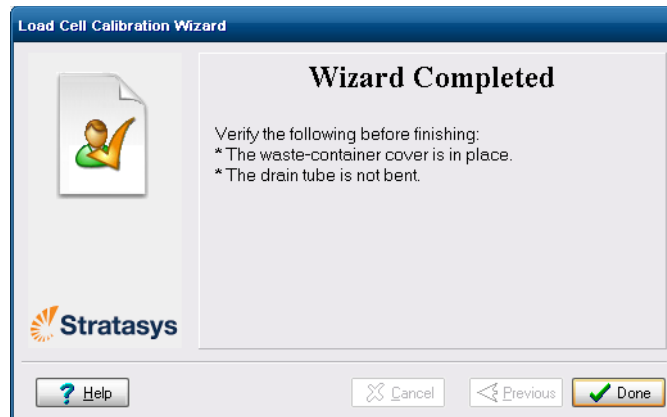 Load Cell Calibration Wizard
Wizard Completed
Verify the following before finishing:
* The waste-container cover is in place.
* The drain tube is not bent.
Stratasys
? Help
Cancel
Previous
Done